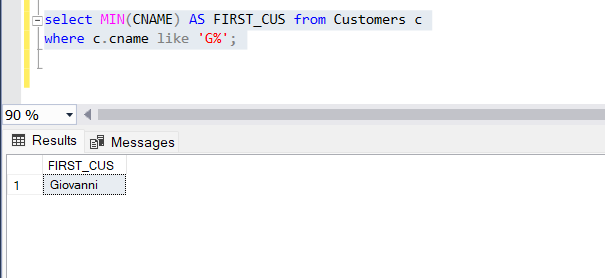 select MIN(CNAME) AS FIRST_CUS from Customers c
where c.cname like 'G%';
90 %
Results Messages
FIRST_CUS
1 Giovanni